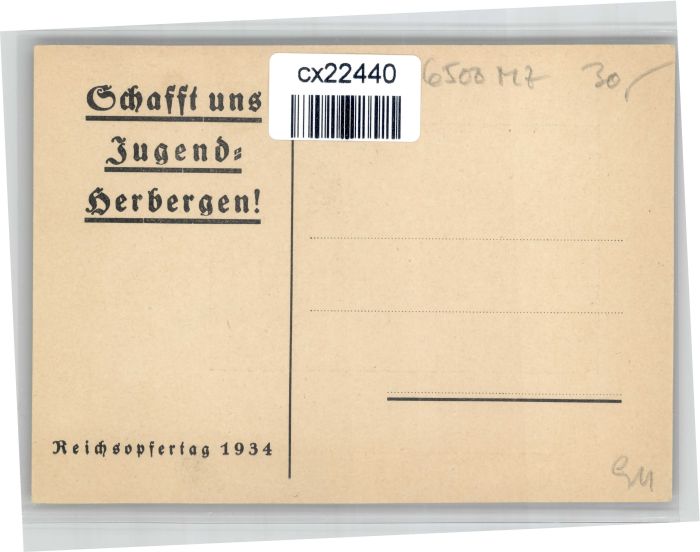 Schafft uns
Jugend-
Herbergen!
Reichsopfertag 1934
cx22440
6500 MZ 30,-